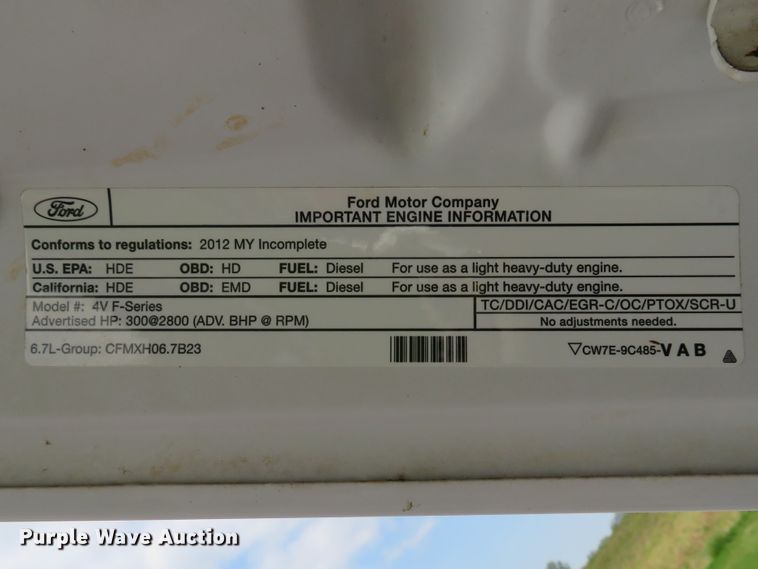 Ford
Ford Motor Company
IMPORTANT ENGINE INFORMATION
Conforms to regulations: 2012 MY Incomplete
U.S. EPA: HDE OBD: HD FUEL: Diesel For use as a light heavy-duty engine.
California: HDE OBD: EMD FUEL: Diesel For use as a light heavy-duty engine.
Model #: 4V F-Series
Advertised HP: 300@2800 (ADV. BHP @ RPM)
TC/DDI/CAC/EGR-C/OC/PTOX/SCR-U
No adjustments needed.
6.7L-Group: CFMXH06.7B23
CW7E-9C485-VAB
Purple Wave Auction